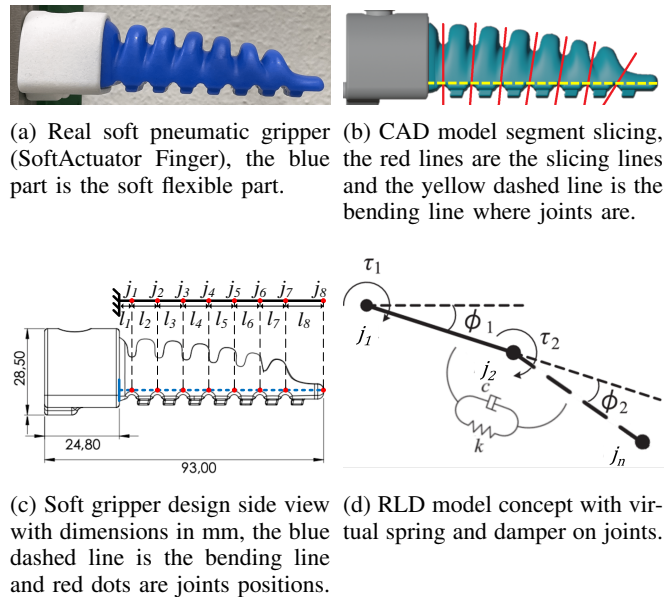 (a) Real soft pneumatic gripper
(SoftActuator Finger), the blue
part is the soft flexible part.
(b) CAD model segment slicing,
the red lines are the slicing lines
and the yellow dashed line is the
bending line where joints are.
j1 j2 j3 j4 j5 j6 j7 j8
l1 l2 l3 l4 l5 l6 l7 l8
28,50
24,80
93,00
τ1
ϕ1
j1
τ2
j2
ϕ2
c
k
jn
(c) Soft gripper design side view
with dimensions in mm, the blue
dashed line is the bending line
and red dots are joints positions.
(d) RLD model concept with vir-
tual spring and damper on joints.